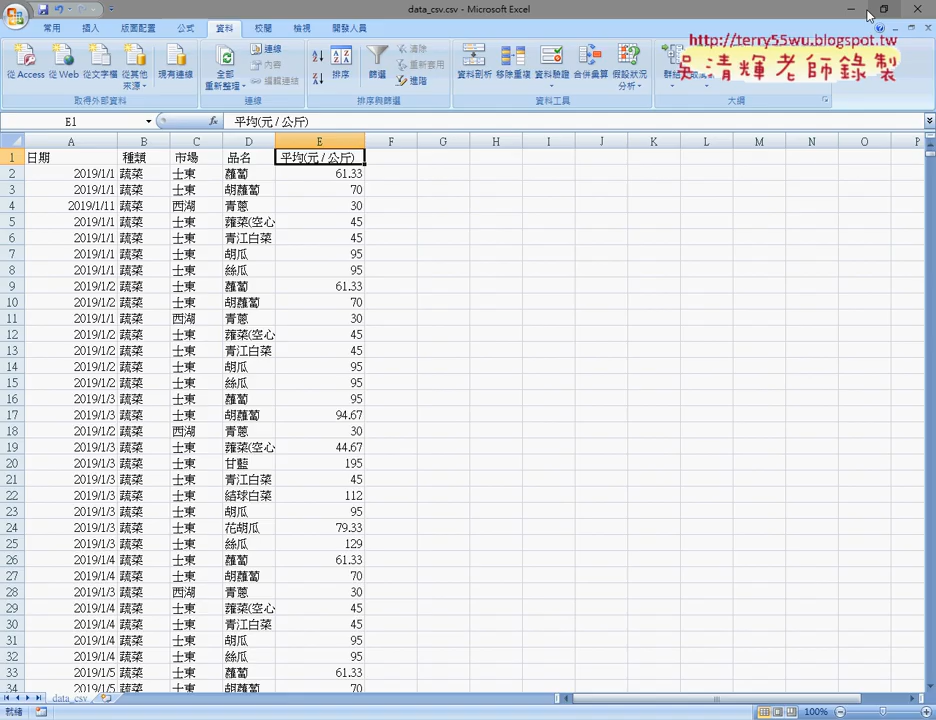 data_csv.csv - Microsoft Excel
常用 插入 版面配置 公式 資料 校閱 檢視 開發人員
http://terry55wu.blogspot.tw
吳清輝老師錄製
從 Access 從 Web 從文字檔 從其他來源 現有連線 全部重新整理 連線 內容 編輯連結 排序 篩選 清除 重新套用 進階 資料剖析 移除重複 資料驗證 合併彙算 假設狀況分析
取得外部資料 連線 排序與篩選 資料工具 大綱
E1 fx 平均(元 / 公斤)
A B C D E F G H I J K L M N O P
1 日期 種類 市場 品名 平均(元 / 公斤)
2 2019/1/1 蔬菜 士東 蘿蔔 61.33
3 2019/1/1 蔬菜 士東 胡蘿蔔 70
4 2019/1/11 蔬菜 西湖 青蔥 30
5 2019/1/1 蔬菜 士東 蕹菜(空心 45
6 2019/1/1 蔬菜 士東 青江白菜 45
7 2019/1/1 蔬菜 士東 胡瓜 95
8 2019/1/1 蔬菜 士東 絲瓜 95
9 2019/1/2 蔬菜 士東 蘿蔔 61.33
10 2019/1/2 蔬菜 士東 胡蘿蔔 70
11 2019/1/1 蔬菜 西湖 青蔥 30
12 2019/1/2 蔬菜 士東 蕹菜(空心 45
13 2019/1/2 蔬菜 士東 青江白菜 45
14 2019/1/2 蔬菜 士東 胡瓜 95
15 2019/1/2 蔬菜 士東 絲瓜 95
16 2019/1/3 蔬菜 士東 蘿蔔 95
17 2019/1/3 蔬菜 士東 胡蘿蔔 94.67
18 2019/1/2 蔬菜 西湖 青蔥 30
19 2019/1/3 蔬菜 士東 蕹菜(空心 44.67
20 2019/1/3 蔬菜 士東 甘藍 195
21 2019/1/3 蔬菜 士東 青江白菜 45
22 2019/1/3 蔬菜 士東 結球白菜 112
23 2019/1/3 蔬菜 士東 胡瓜 95
24 2019/1/3 蔬菜 士東 花胡瓜 79.33
25 2019/1/3 蔬菜 士東 絲瓜 129
26 2019/1/4 蔬菜 士東 蘿蔔 61.33
27 2019/1/4 蔬菜 士東 胡蘿蔔 70
28 2019/1/3 蔬菜 西湖 青蔥 30
29 2019/1/4 蔬菜 士東 蕹菜(空心 45
30 2019/1/4 蔬菜 士東 青江白菜 45
31 2019/1/4 蔬菜 士東 胡瓜 95
32 2019/1/4 蔬菜 士東 絲瓜 95
33 2019/1/5 蔬菜 士東 蘿蔔 61.33
34 2019/1/5 蔬菜 士東 胡蘿蔔 70
data_csv
就緒 100%